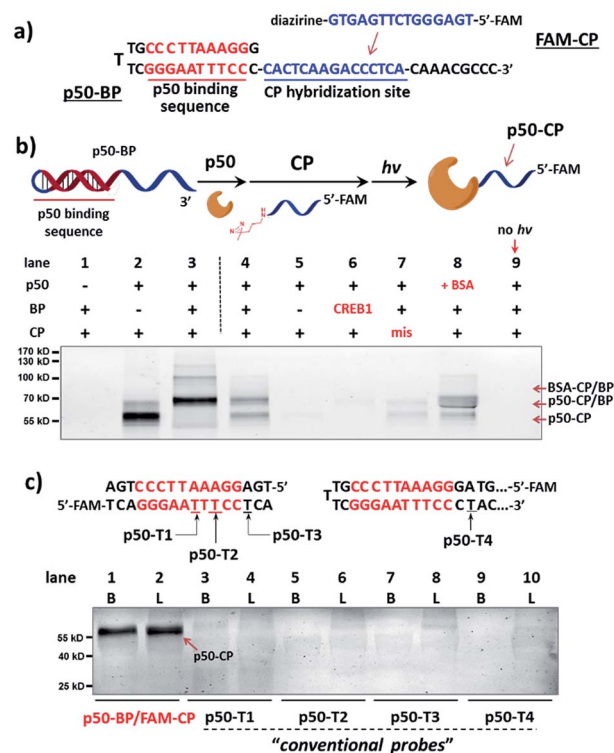 a)
diazirine-GTGAGTTCTGGGAGT-5’-FAM
FAM-CP
TGCCCTTAAAGGG
T
TCGGGAATTTCCC-CACTCAAGACCCTCA-CAAACGCCC-3’
p50-BP
p50 binding sequence
CP hybridization site
b)
p50-BP
p50
CP
hv
p50-CP
5’-FAM
3’
5’-FAM
p50 binding sequence
H
N
N=N
no hv
lane 1 2 3 4 5 6 7 8 9
p50 - + + + + + + + BSA +
BP + - + + - CREB1 + + +
CP + + + + + + mis + +
170 kD
130 kD
100 kD
70 kD
55 kD
BSA-CP/BP
p50-CP/BP
p50-CP
c)
AGTCCCTTAAAGGAGT-5’
5’-FAM-TCAGGGAATTTCCTCA
p50-T1
p50-T2
p50-T3
TGCCCTTAAAGGGATG...-5’-FAM
T
TCGGGAATTTCCCTAC...-3’
p50-T4
lane 1 2 3 4 5 6 7 8 9 10
B L B L B L B L B L
55 kD
40 kD
25 kD
p50-CP
p50-BP/FAM-CP p50-T1 p50-T2 p50-T3 p50-T4
“conventional probes”